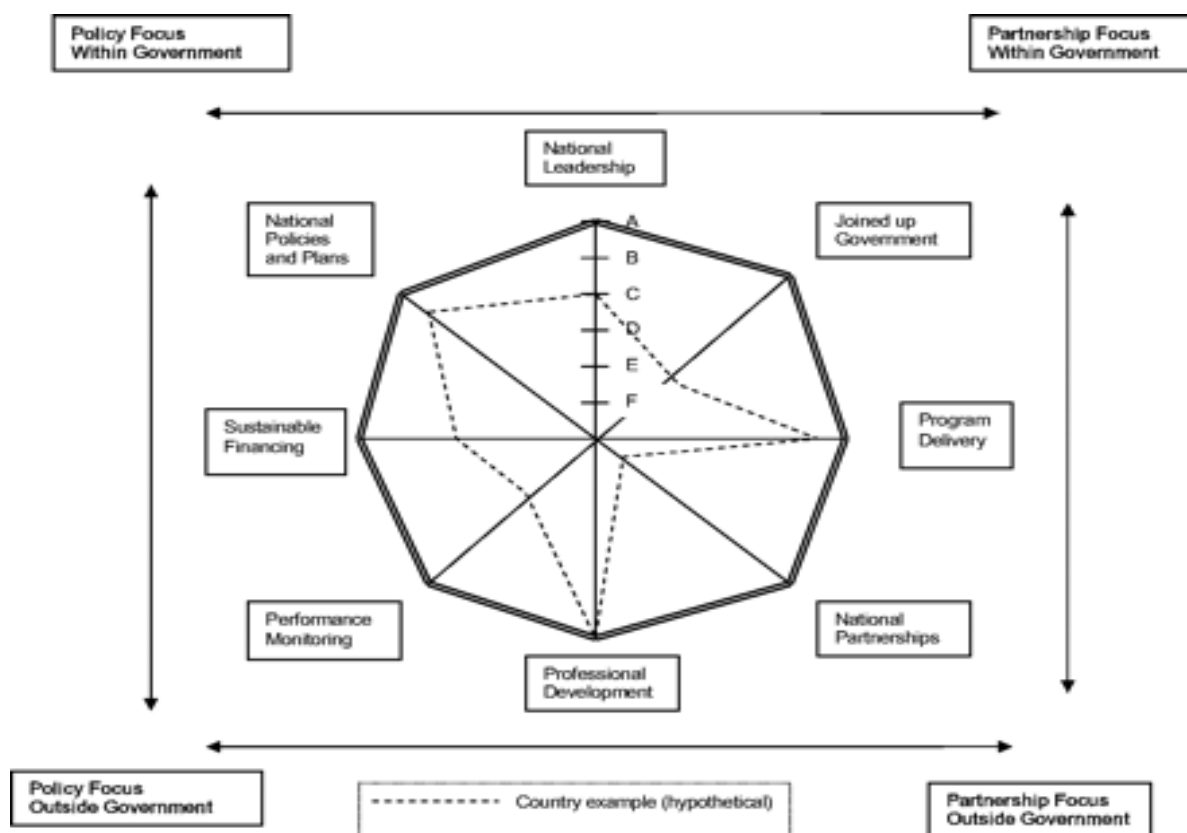 Policy Focus
Within Government
Partnership Focus
Within Government
National
Leadership
National
Policies
and Plans
Joined up
Government
A
B
C
D
E
F
Sustainable
Financing
Program
Delivery
Performance
Monitoring
National
Partnerships
Professional
Development
Policy Focus
Outside Government
Country example (hypothetical)
Partnership Focus
Outside Government